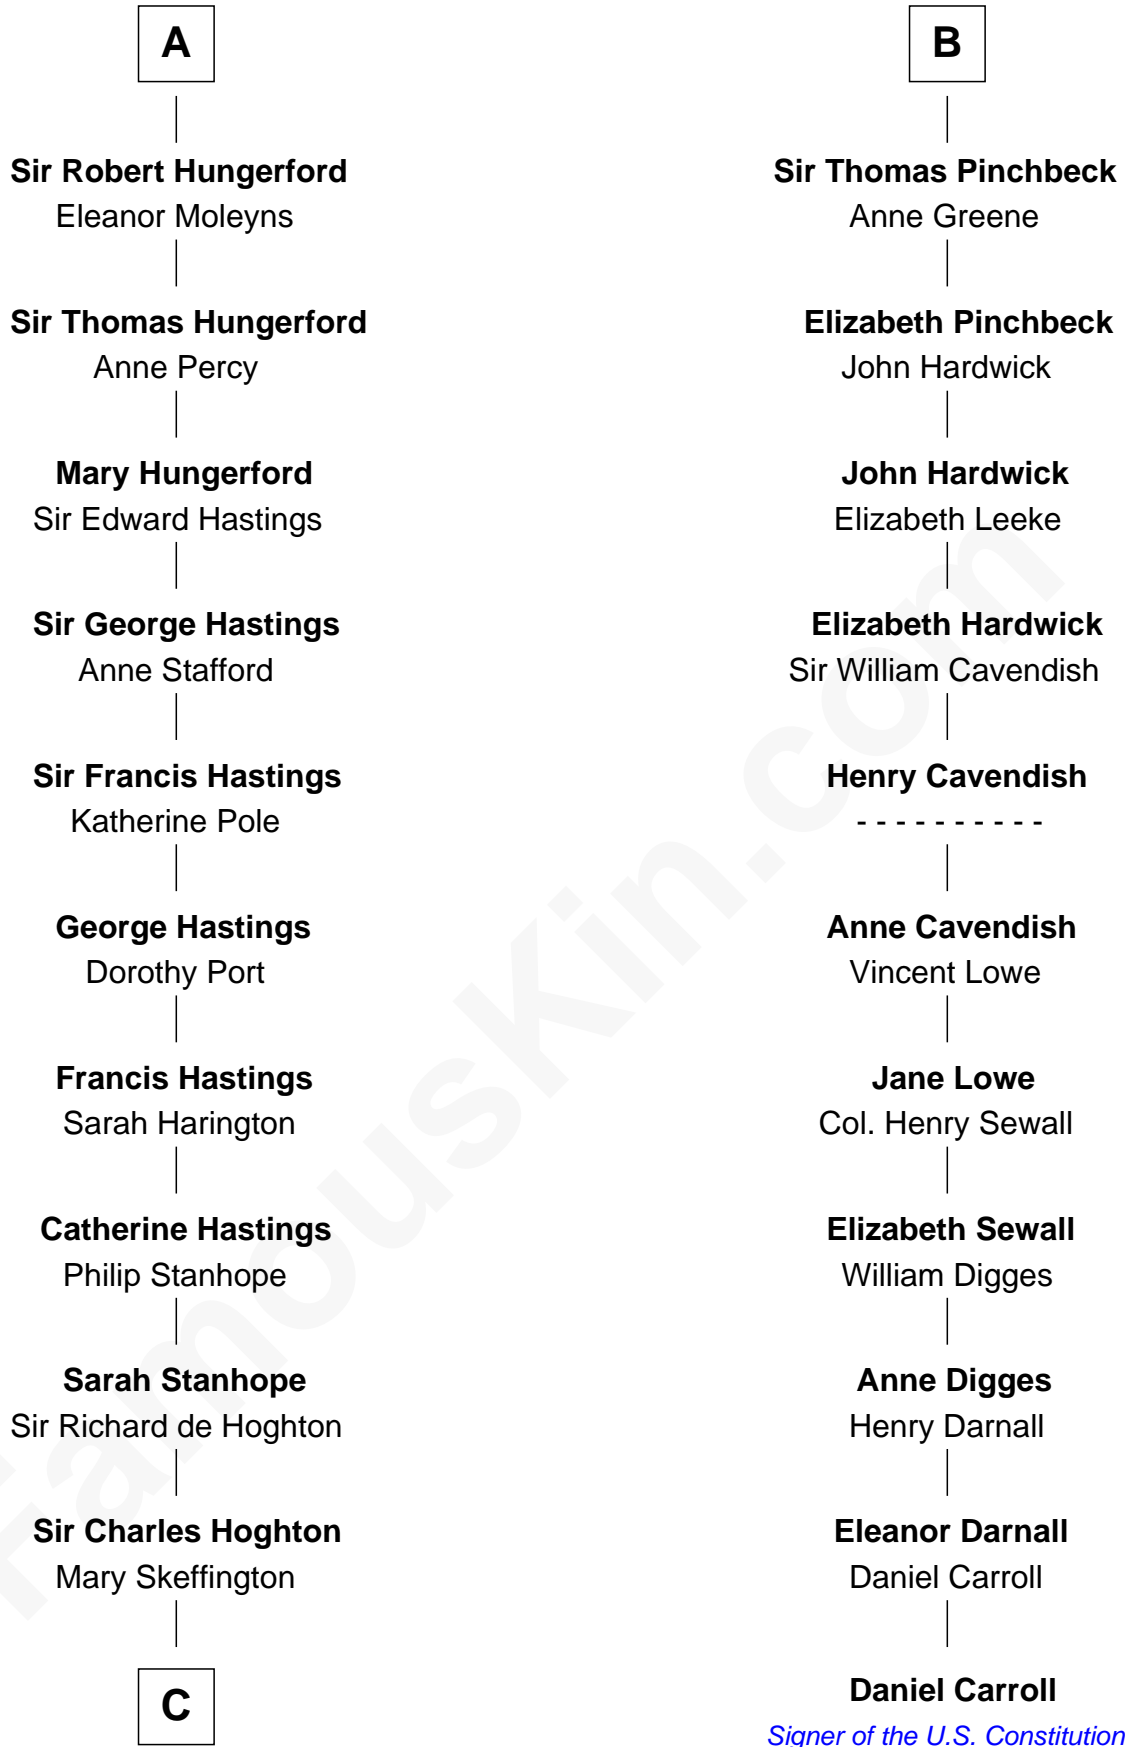 A
Sir Robert Hungerford
Eleanor Moleyns
Sir Thomas Hungerford
Anne Percy
Mary Hungerford
Sir Edward Hastings
Sir George Hastings
Anne Stafford
Sir Francis Hastings
Katherine Pole
George Hastings
Dorothy Port
Francis Hastings
Sarah Harington
Catherine Hastings
Philip Stanhope
Sarah Stanhope
Sir Richard de Hoghton
Sir Charles Hoghton
Mary Skeffington
C
B
Sir Thomas Pinchbeck
Anne Greene
Elizabeth Pinchbeck
John Hardwick
John Hardwick
Elizabeth Leeke
Elizabeth Hardwick
Sir William Cavendish
Henry Cavendish
- - - - - - - - - -
Anne Cavendish
Vincent Lowe
Jane Lowe
Col. Henry Sewall
Elizabeth Sewall
William Digges
Anne Digges
Henry Darnall
Eleanor Darnall
Daniel Carroll
Daniel Carroll
Signer of the U.S. Constitution
FamousKin.com